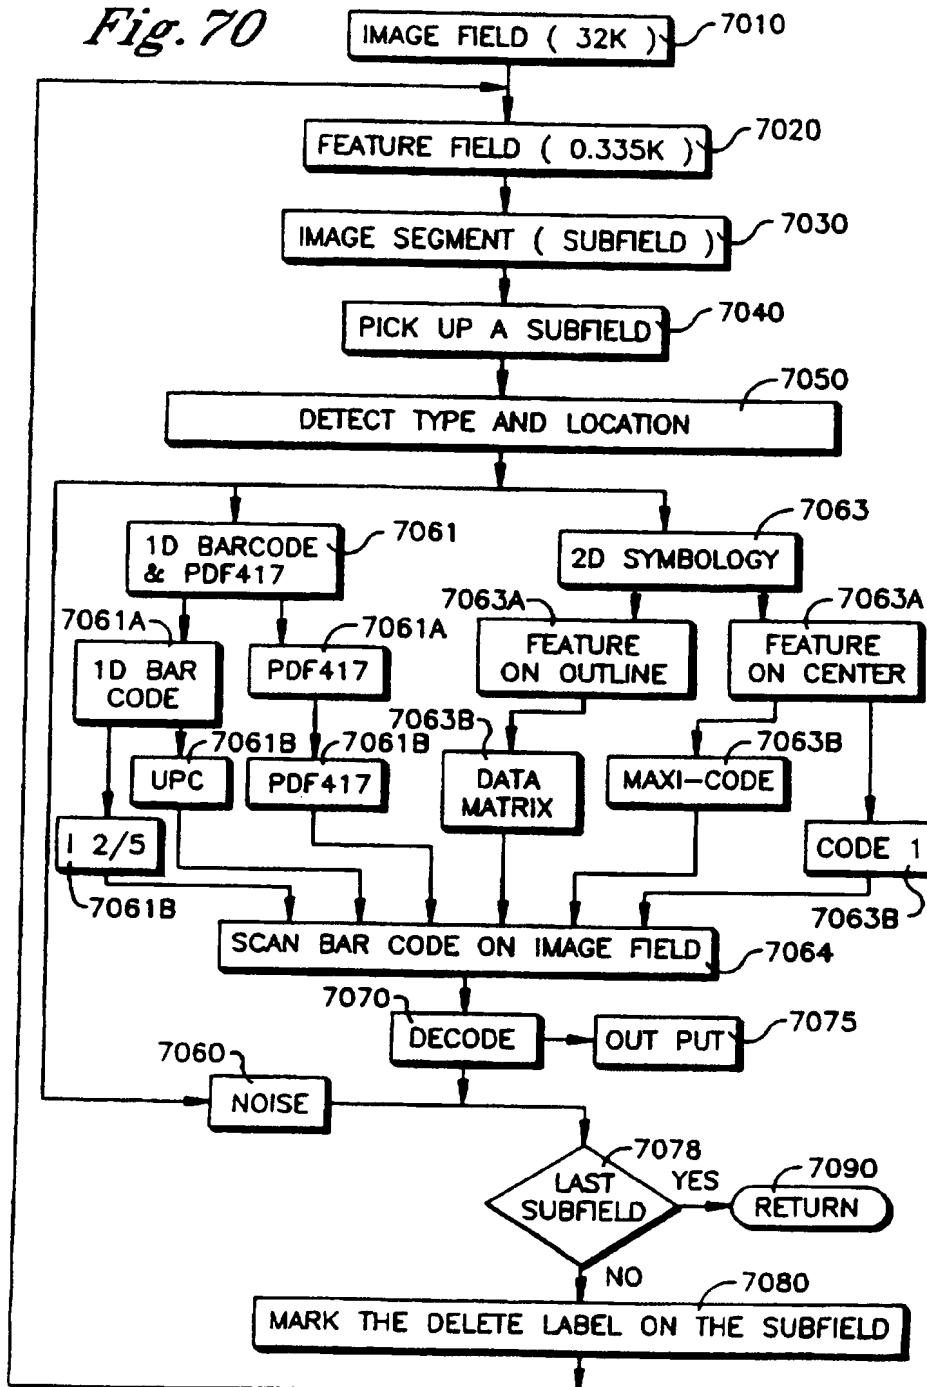 Fig. 70
IMAGE FIELD ( 32K )
7010
FEATURE FIELD ( 0.335K )
7020
IMAGE SEGMENT ( SUBFIELD )
7030
PICK UP A SUBFIELD
7040
7050
DETECT TYPE AND LOCATION
1D BARCODE
& PDF417
7061
7063
2D SYMBOLOGY
7061A
1D BAR
CODE
7061A
PDF417
7063A
FEATURE
ON OUTLINE
7063A
FEATURE
ON CENTER
7061B
UPC
7061B
PDF417
7063B
DATA
MATRIX
7063B
MAXI-CODE
I 2/5
7061B
CODE 1
7063B
SCAN BAR CODE ON IMAGE FIELD
7064
7070
DECODE
OUT PUT
7075
7060
NOISE
7078
LAST
SUBFIELD
YES
7090
RETURN
NO
7080
MARK THE DELETE LABEL ON THE SUBFIELD